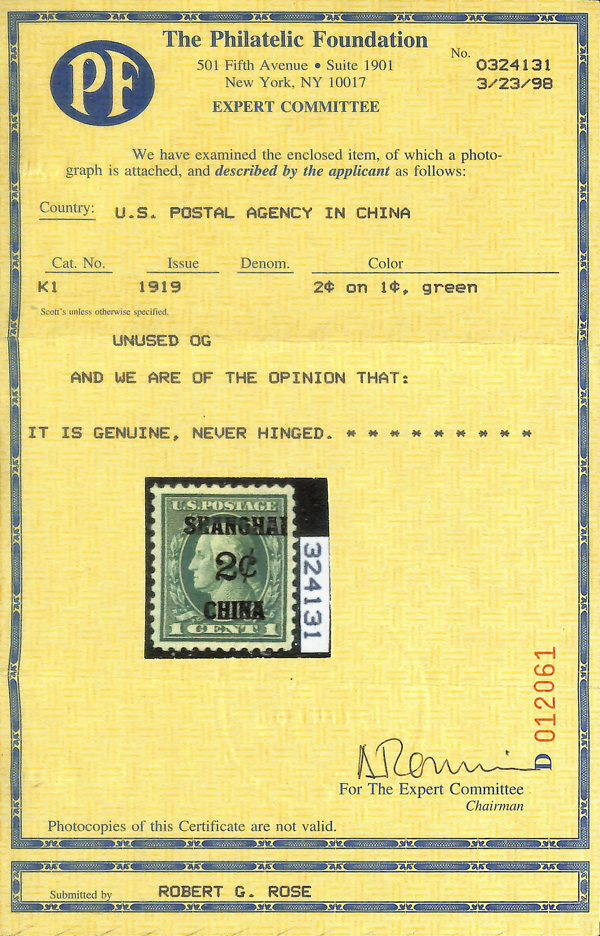 PF
The Philatelic Foundation
501 Fifth Avenue • Suite 1901
New York, NY 10017
EXPERT COMMITTEE
No. 0324131
3/23/98
We have examined the enclosed item, of which a photo-
graph is attached, and described by the applicant as follows:
Country: U.S. POSTAL AGENCY IN CHINA
Cat. No. Issue Denom. Color
K1 1919 2¢ on 1¢, green
Scott's unless otherwise specified.
UNUSED OG
AND WE ARE OF THE OPINION THAT:
IT IS GENUINE, NEVER HINGED. * * * * * * * * *
U.S. POSTAGE
SHANGHAI
2¢
CHINA
1 CENT 1
324131
D 012061
For The Expert Committee
Chairman
Photocopies of this Certificate are not valid.
Submitted by ROBERT G. ROSE